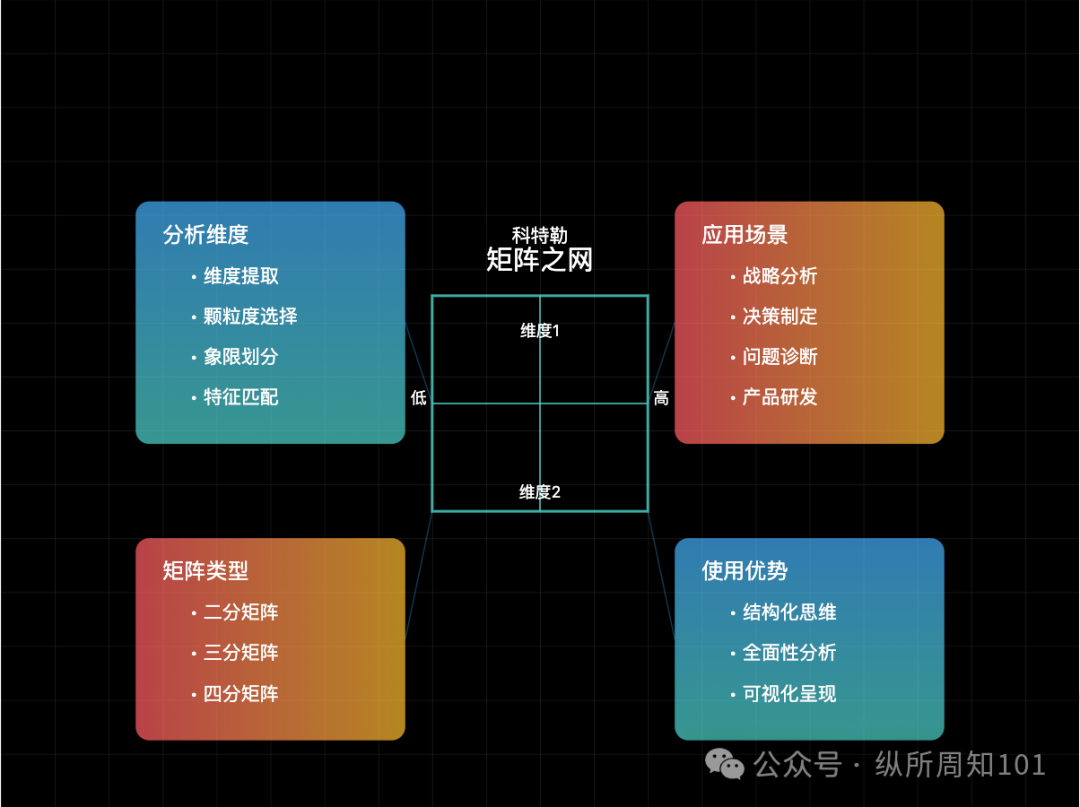 分析维度
• 维度提取
• 颗粒度选择
• 象限划分
• 特征匹配
科特勒
矩阵之网
维度1
低
高
维度2
应用场景
• 战略分析
• 决策制定
• 问题诊断
• 产品研发
矩阵类型
• 二分矩阵
• 三分矩阵
• 四分矩阵
使用优势
• 结构化思维
• 全面性分析
• 可视化呈现
公众号 · 纵所周知101